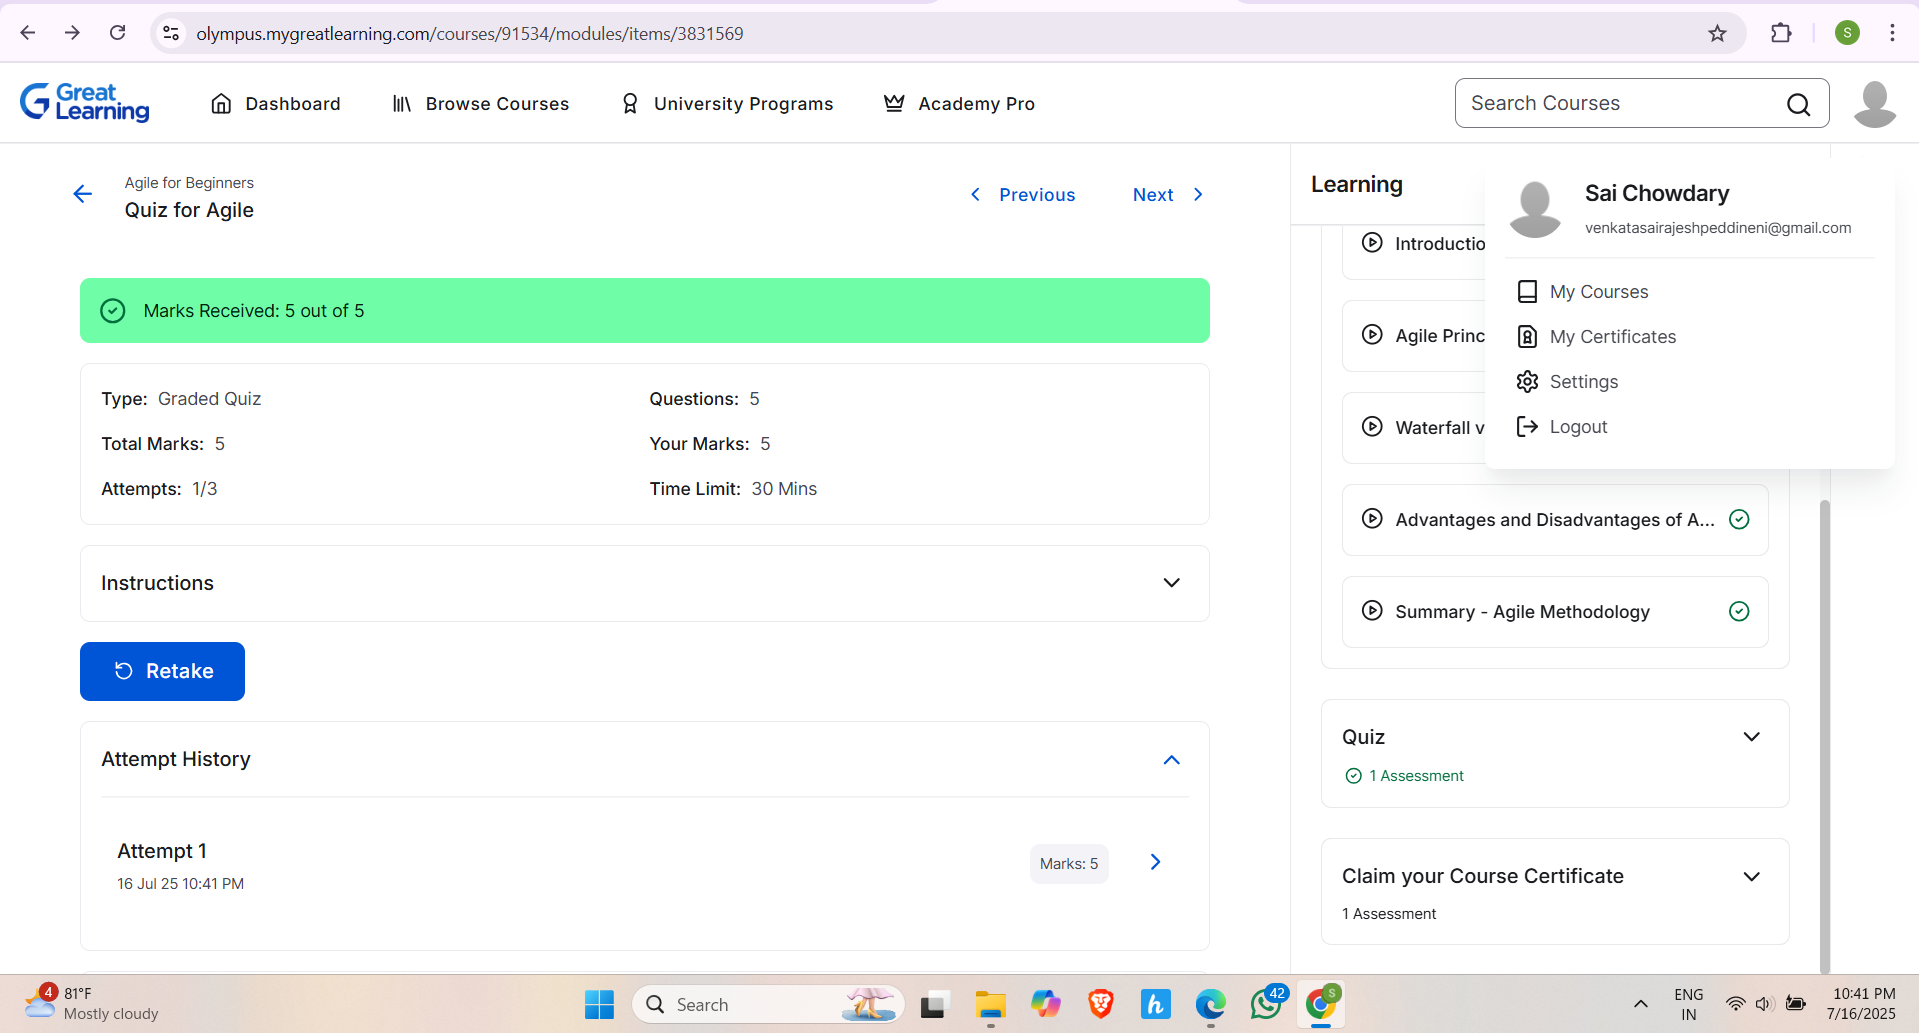 olympus.mygreatlearning.com/courses/91534/modules/items/3831569
S
Great Learning
Dashboard
Browse Courses
University Programs
Academy Pro
Search Courses
Agile for Beginners
Quiz for Agile
Previous
Next
Marks Received: 5 out of 5
Type: Graded Quiz
Questions: 5
Total Marks: 5
Your Marks: 5
Attempts: 1/3
Time Limit: 30 Mins
Instructions
Retake
Attempt History
Attempt 1
16 Jul 25 10:41 PM
Marks: 5
Learning
Introductio
Agile Princ
Waterfall v
Advantages and Disadvantages of A...
Summary - Agile Methodology
Quiz
1 Assessment
Claim your Course Certificate
1 Assessment
Sai Chowdary
venkatasairajeshpeddineni@gmail.com
My Courses
My Certificates
Settings
Logout
4
81°F
Mostly cloudy
Search
h
42
S
ENG
IN
10:41 PM
7/16/2025